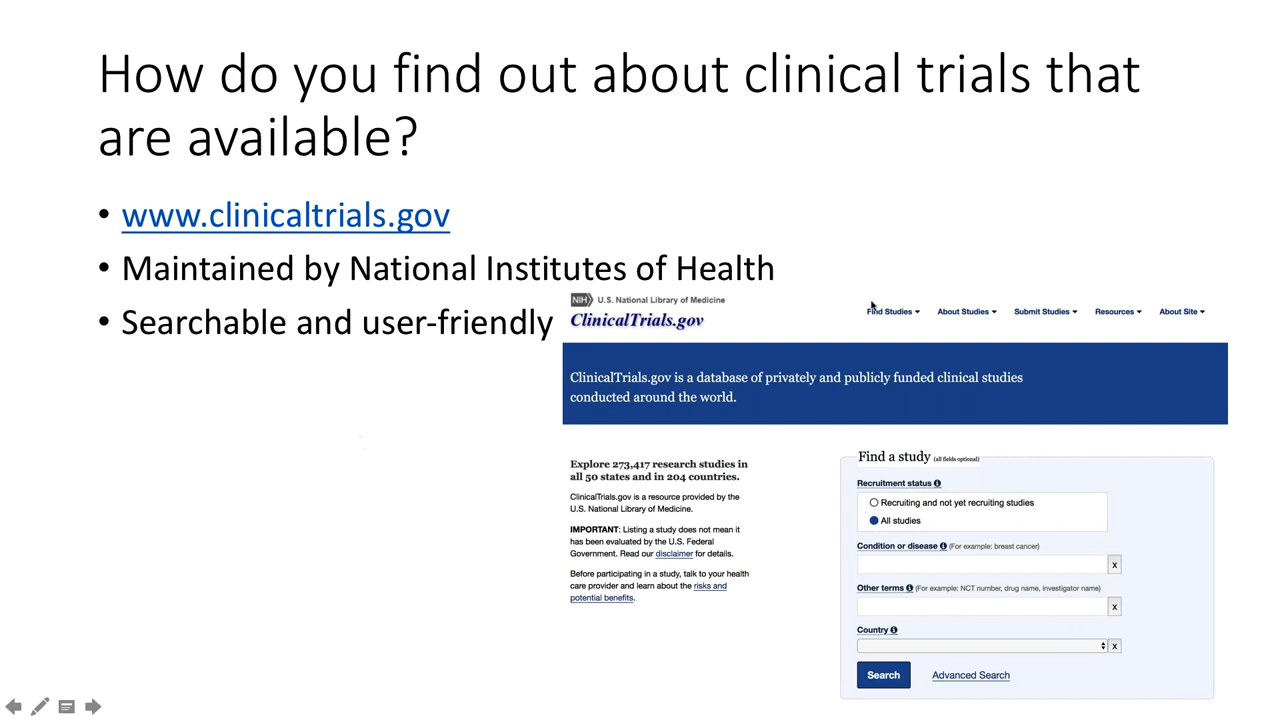 How do you find out about clinical trials that
are available?
• www.clinicaltrials.gov
• Maintained by National Institutes of Health
• Searchable and user-friendly
NIH U.S. National Library of Medicine
ClinicalTrials.gov
Find Studies About Studies Submit Studies Resources About Site
ClinicalTrials.gov is a database of privately and publicly funded clinical studies
conducted around the world.
Explore 273,417 research studies in
all 50 states and in 204 countries.
ClinicalTrials.gov is a resource provided by the
U.S. National Library of Medicine.
IMPORTANT: Listing a study does not mean it
has been evaluated by the U.S. Federal
Government. Read our disclaimer for details.
Before participating in a study, talk to your health
care provider and learn about the risks and
potential benefits.
Find a study (all fields optional)
Recruitment status
Recruiting and not yet recruiting studies
All studies
Condition or disease (For example: breast cancer)
x
Other terms (For example: NCT number, drug name, investigator name)
x
Country
x
Search Advanced Search